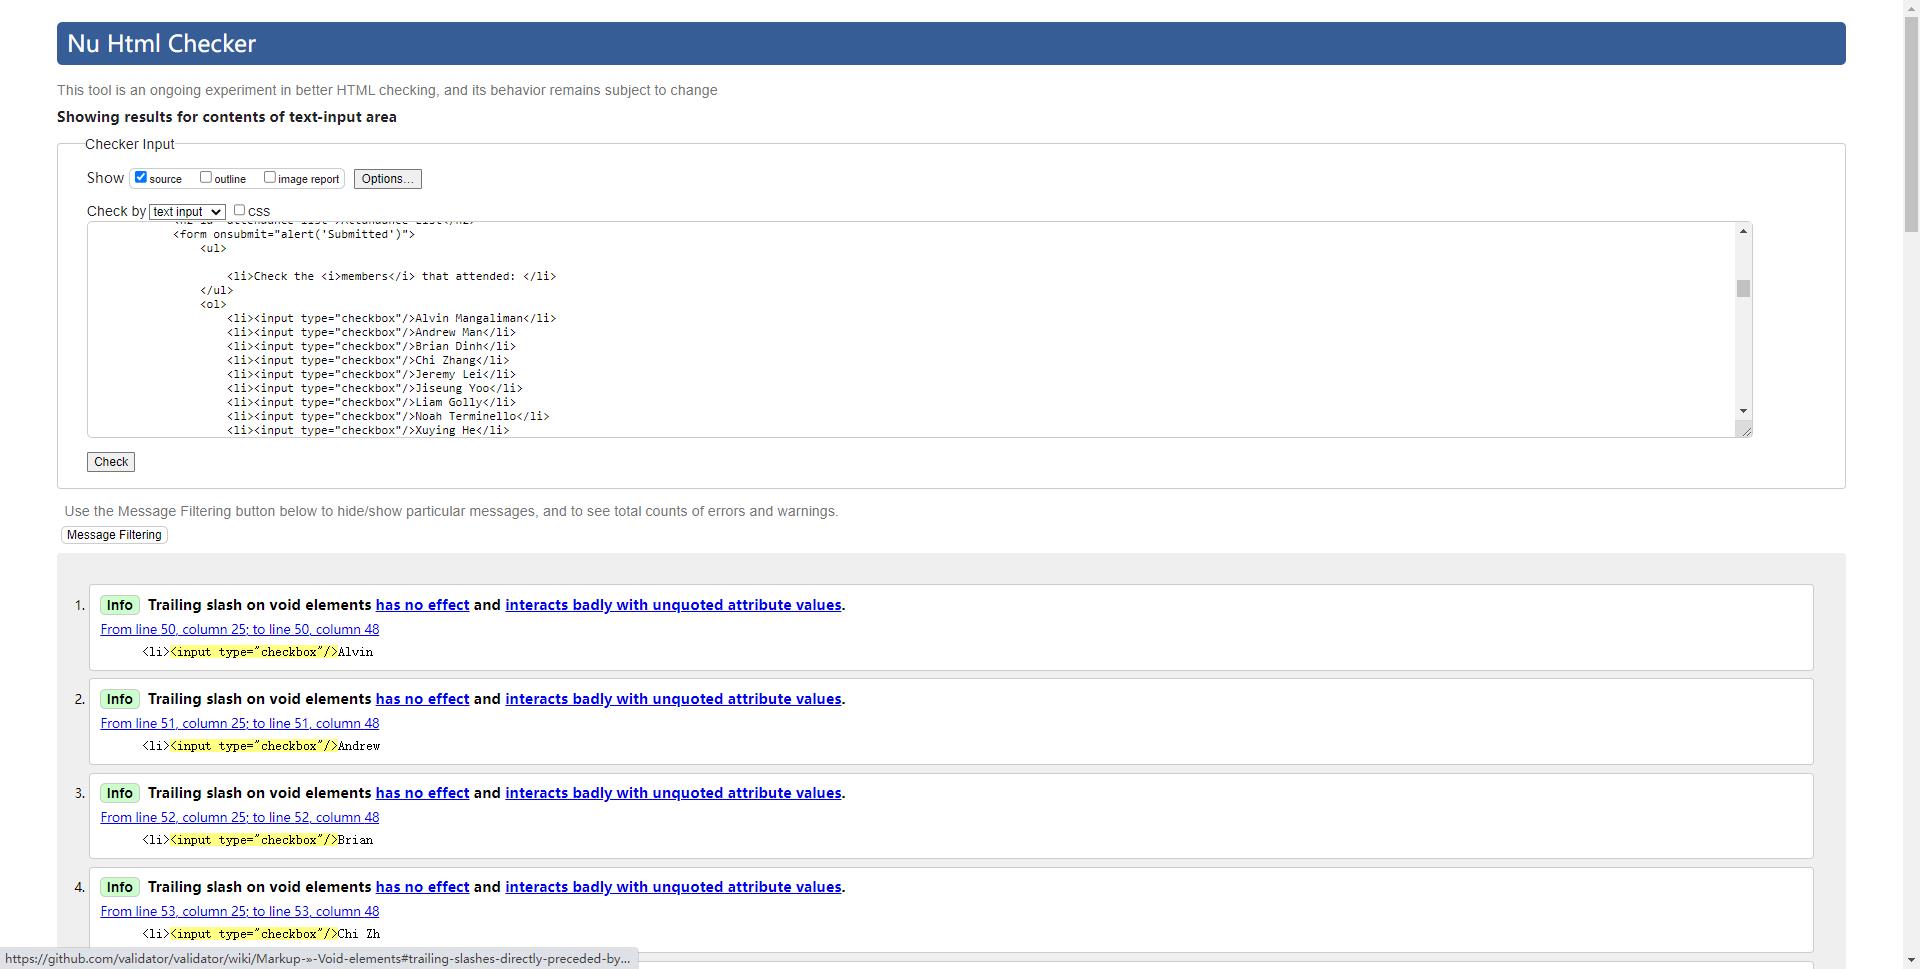 Nu Html Checker
This tool is an ongoing experiment in better HTML checking, and its behavior remains subject to change
Showing results for contents of text-input area
Checker Input
Show source outline image report Options...
Check by text input css
<form onsubmit="alert('Submitted')">
<ul>
<li>Check the <i>members</i> that attended: </li>
</ul>
<ol>
<li><input type="checkbox"/>Alvin Mangaliman</li>
<li><input type="checkbox"/>Andrew Man</li>
<li><input type="checkbox"/>Brian Dinh</li>
<li><input type="checkbox"/>Chi Zhang</li>
<li><input type="checkbox"/>Jeremy Lei</li>
<li><input type="checkbox"/>Jiseung Yoo</li>
<li><input type="checkbox"/>Liam Golly</li>
<li><input type="checkbox"/>Noah Terminello</li>
<li><input type="checkbox"/>Xuying He</li>
Check
Use the Message Filtering button below to hide/show particular messages, and to see total counts of errors and warnings.
Message Filtering
1. Info Trailing slash on void elements has no effect and interacts badly with unquoted attribute values.
From line 50, column 25; to line 50, column 48
<li><input type="checkbox"/>Alvin
2. Info Trailing slash on void elements has no effect and interacts badly with unquoted attribute values.
From line 51, column 25; to line 51, column 48
<li><input type="checkbox"/>Andrew
3. Info Trailing slash on void elements has no effect and interacts badly with unquoted attribute values.
From line 52, column 25; to line 52, column 48
<li><input type="checkbox"/>Brian
4. Info Trailing slash on void elements has no effect and interacts badly with unquoted attribute values.
From line 53, column 25; to line 53, column 48
<li><input type="checkbox"/>Chi Zh
https://github.com/validator/validator/wiki/Markup-»-Void-elements#trailing-slashes-directly-preceded-by...